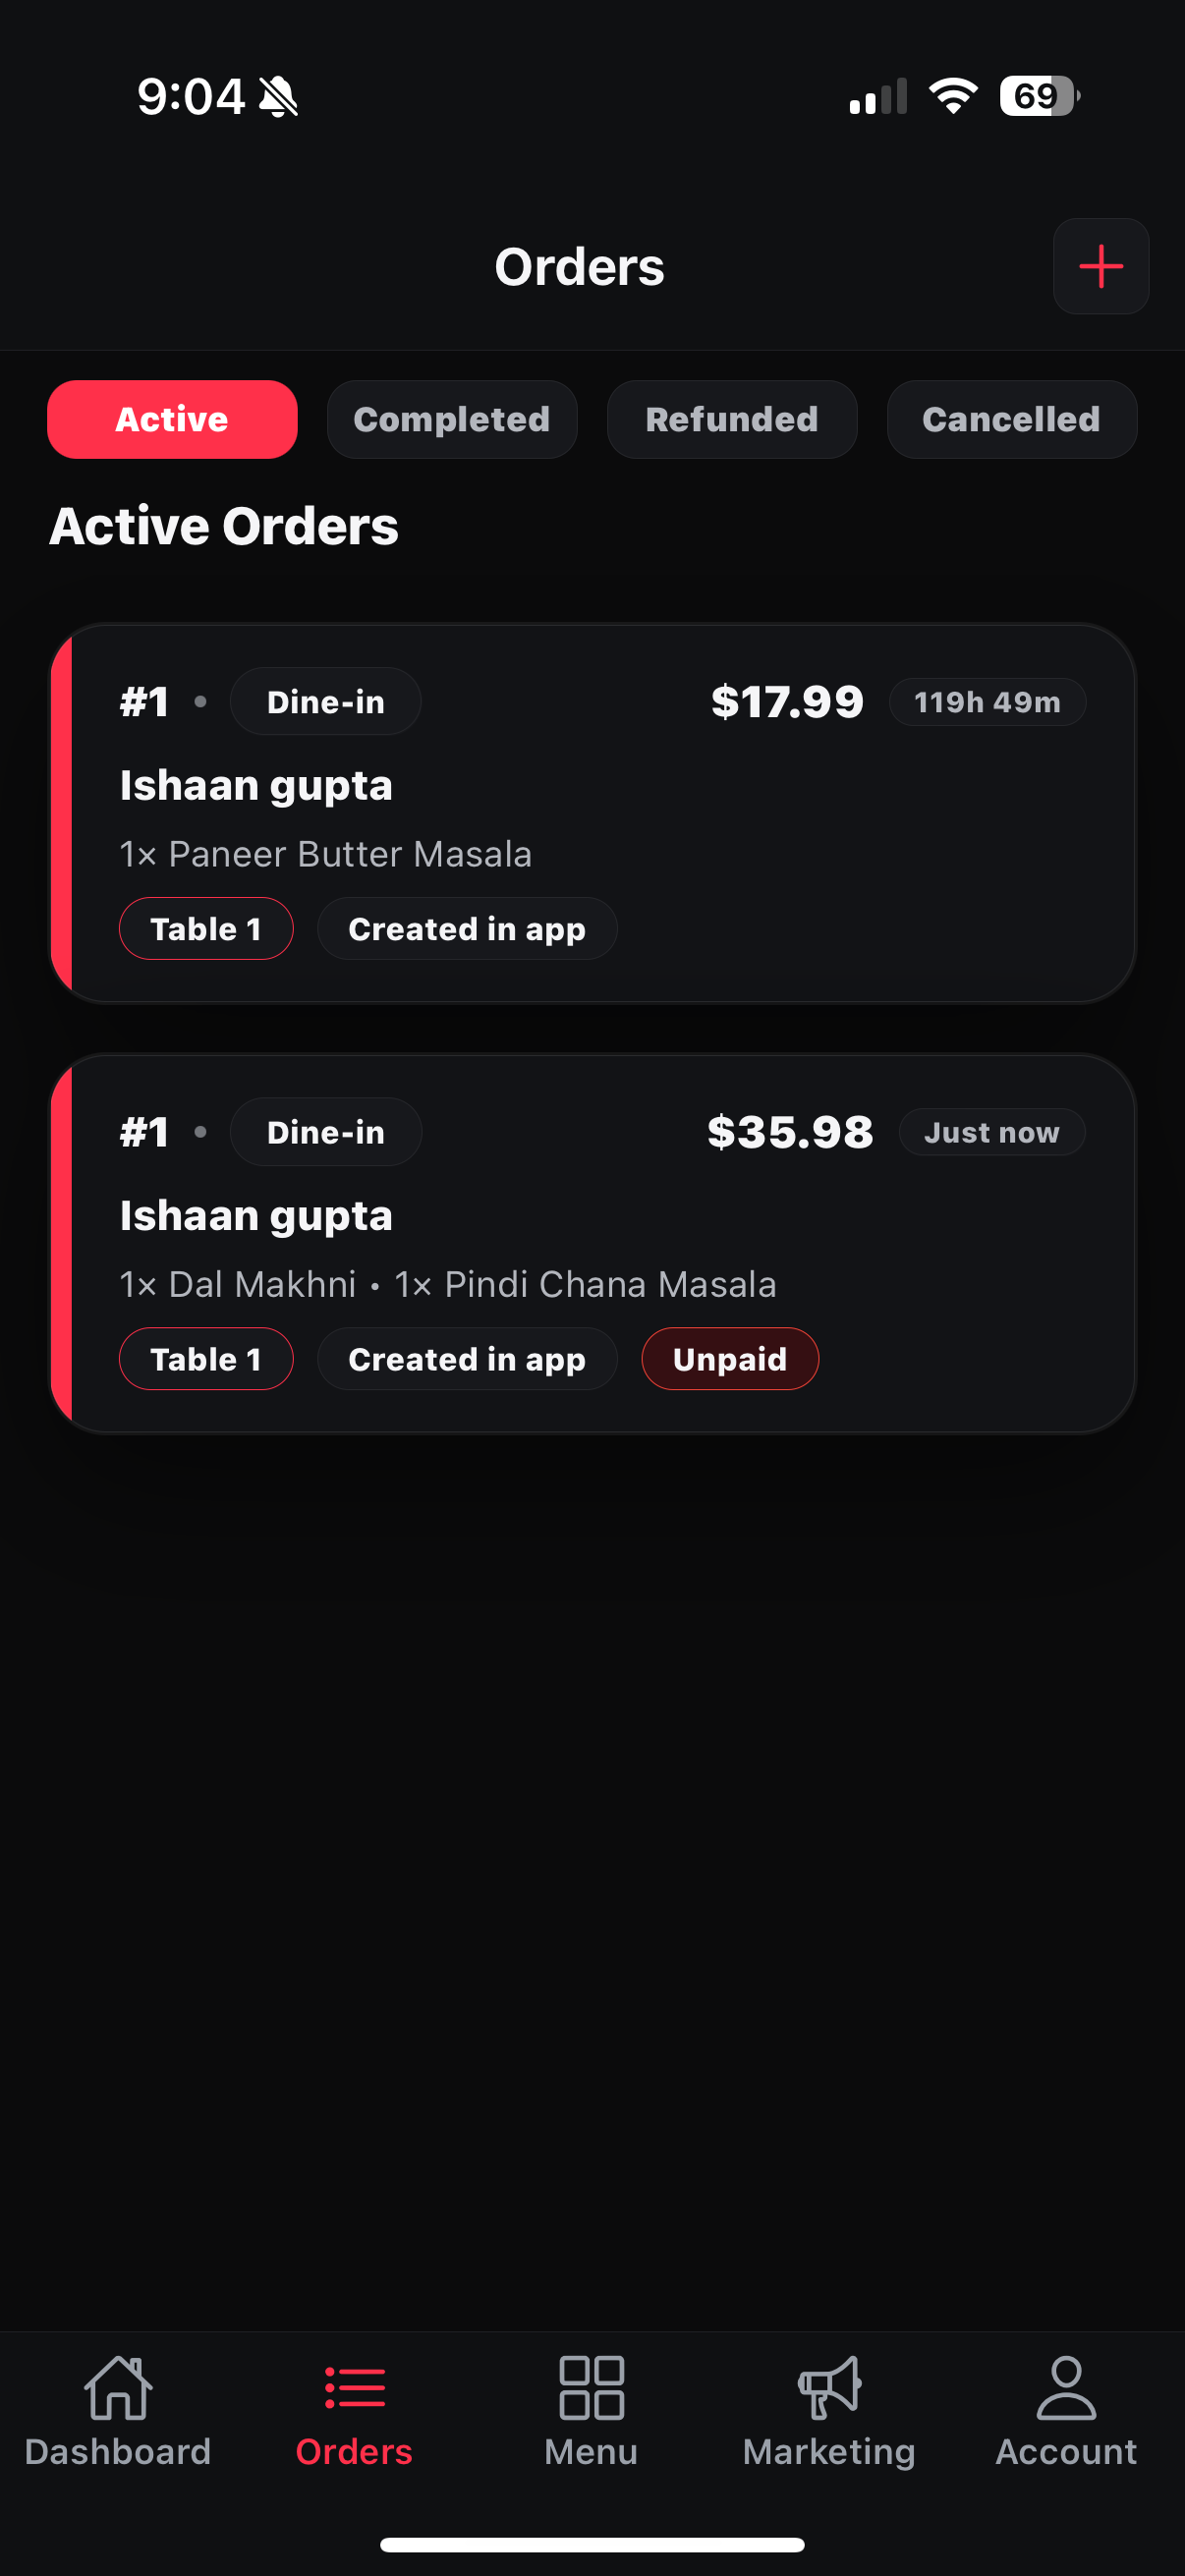 9:04
69
Orders
Active Completed Refunded Cancelled
Active Orders
#1 • Dine-in $17.99 119h 49m
Ishaan gupta
1× Paneer Butter Masala
Table 1 Created in app
#1 • Dine-in $35.98 Just now
Ishaan gupta
1× Dal Makhni • 1× Pindi Chana Masala
Table 1 Created in app Unpaid
Dashboard Orders Menu Marketing Account